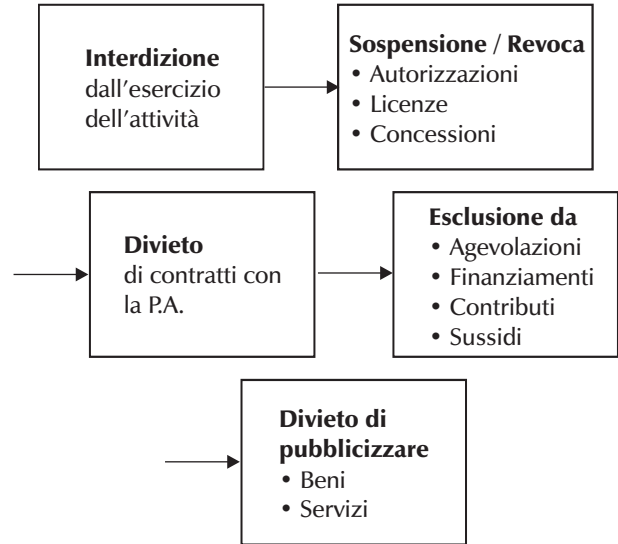 Interdizione
dall'esercizio
dell'attività
Sospensione / Revoca
• Autorizzazioni
• Licenze
• Concessioni
Divieto
di contratti con
la P.A.
Esclusione da
• Agevolazioni
• Finanziamenti
• Contributi
• Sussidi
Divieto di
pubblicizzare
• Beni
• Servizi